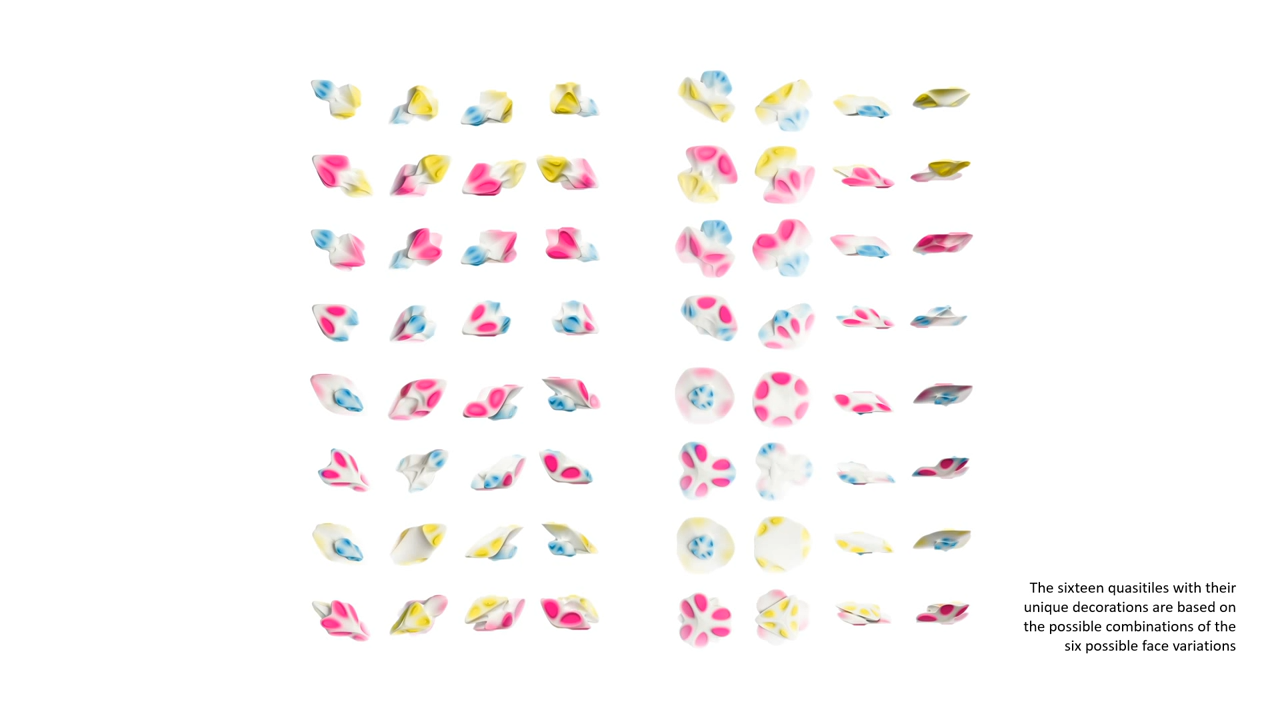 The sixteen quasitiles with their
unique decorations are based on
the possible combinations of the
six possible face variations